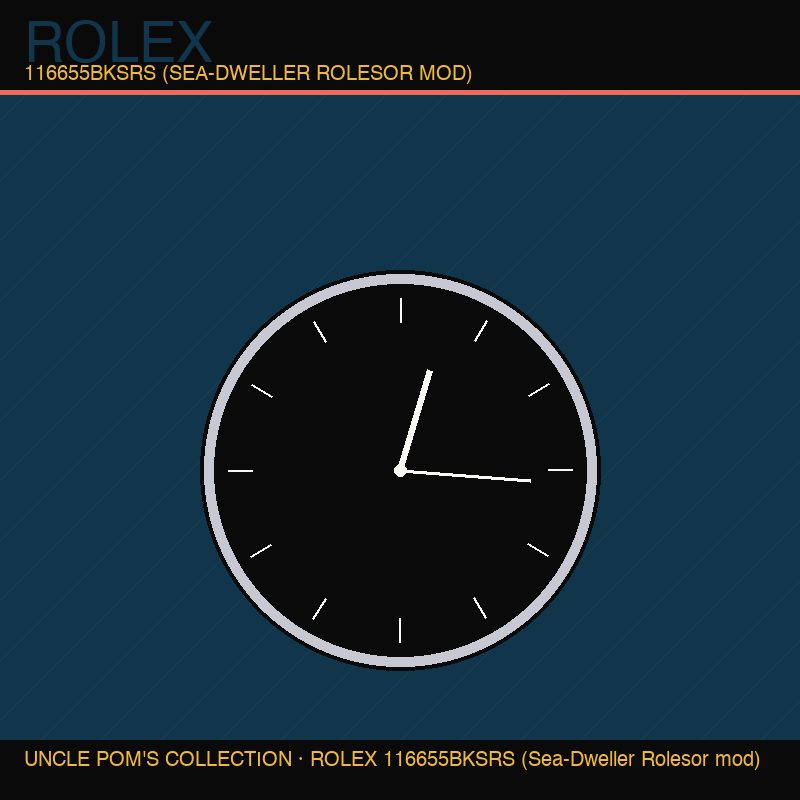 ROLEX
116655BKSRS (SEA-DWELLER ROLESOR MOD)
UNCLE POM'S COLLECTION · ROLEX 116655BKSRS (Sea-Dweller Rolesor mod)